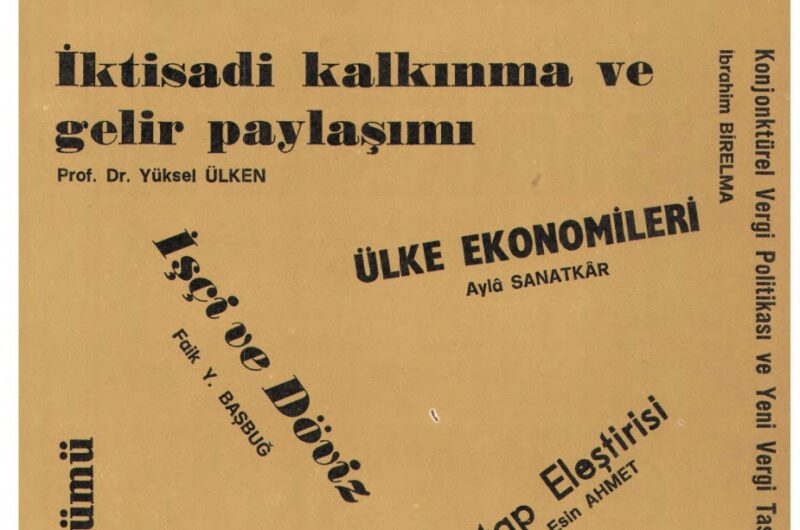 İktisadi kalkınma ve
gelir paylaşımı
Prof. Dr. Yüksel ÜLKEN
ÜLKE EKONOMİLERİ
Aylâ SANATKÂR
İşçi ve Döviz
Faik Y. BAŞBUĞ
Eleştirisi
Esin AHMET
Konjonktürel Vergi Politikası ve Yeni Vergi
İbrahim BİRELMA